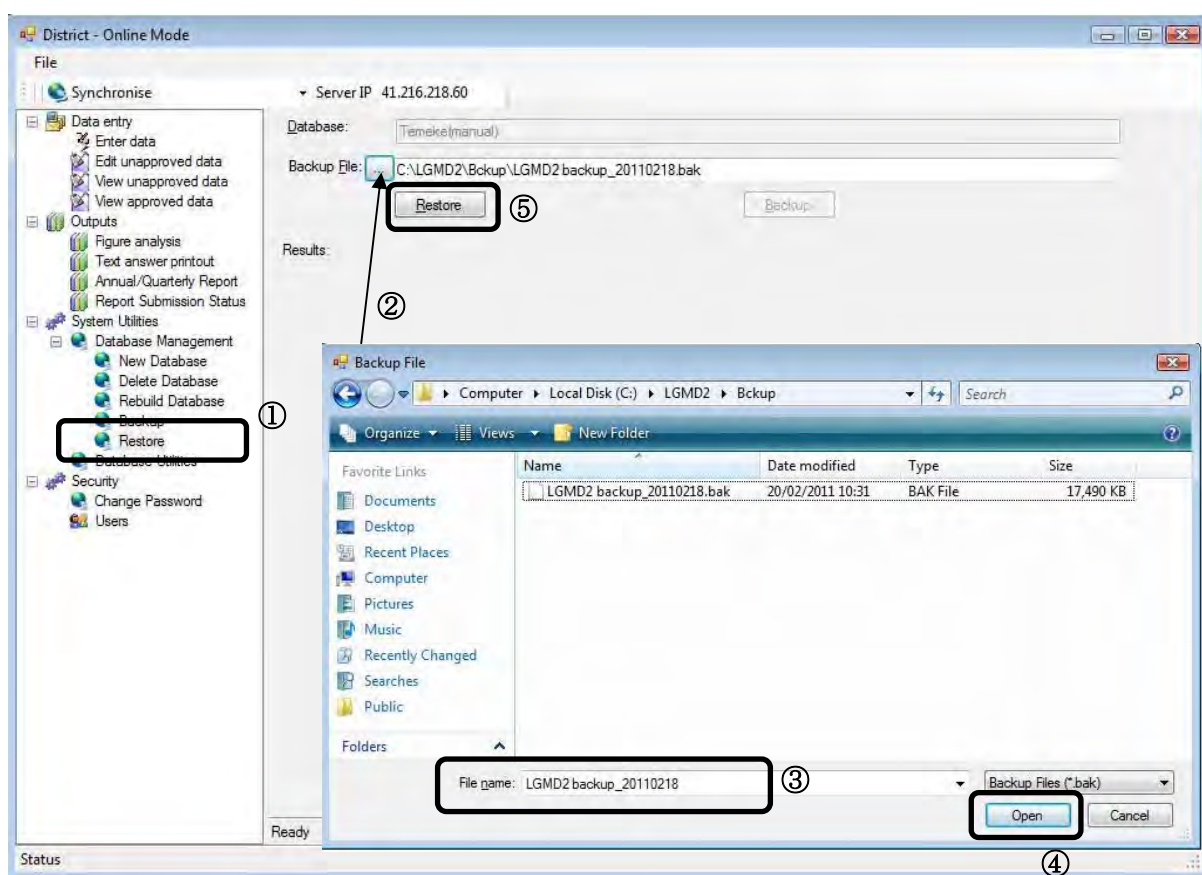 District - Online Mode
File
Synchronise
Server IP 41.216.218.60
Data entry
Enter data
Edit unapproved data
View unapproved data
View approved data
Outputs
Figure analysis
Text answer printout
Annual/Quarterly Report
Report Submission Status
System Utilities
Database Management
New Database
Delete Database
Rebuild Database
Backup
Restore
Database Utilities
Security
Change Password
Users
①
Database: Temeke(manual)
Backup File: ... C:\LGMD2\Bckup\LGMD2 backup_20110218.bak
Restore
⑤
Backup
Results:
②
Backup File
Computer Local Disk (C:) LGMD2 Bckup
Search
Organize Views New Folder
Favorite Links
Documents
Desktop
Recent Places
Computer
Pictures
Music
Recently Changed
Searches
Public
Folders
Name Date modified Type Size
LGMD2 backup_20110218.bak 20/02/2011 10:31 BAK File 17,490 KB
File name: LGMD2 backup_20110218
③
Backup Files (*.bak)
Open Cancel
④
Ready
Status